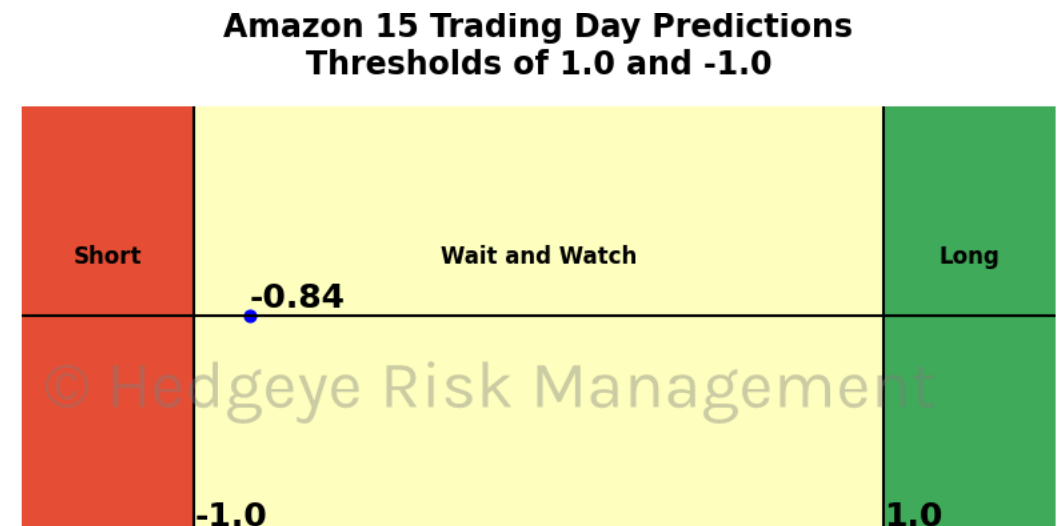 Amazon 15 Trading Day Predictions
Thresholds of 1.0 and -1.0
Short
Wait and Watch
Long
-0.84
© Hedgeye Risk Management
-1.0
1.0